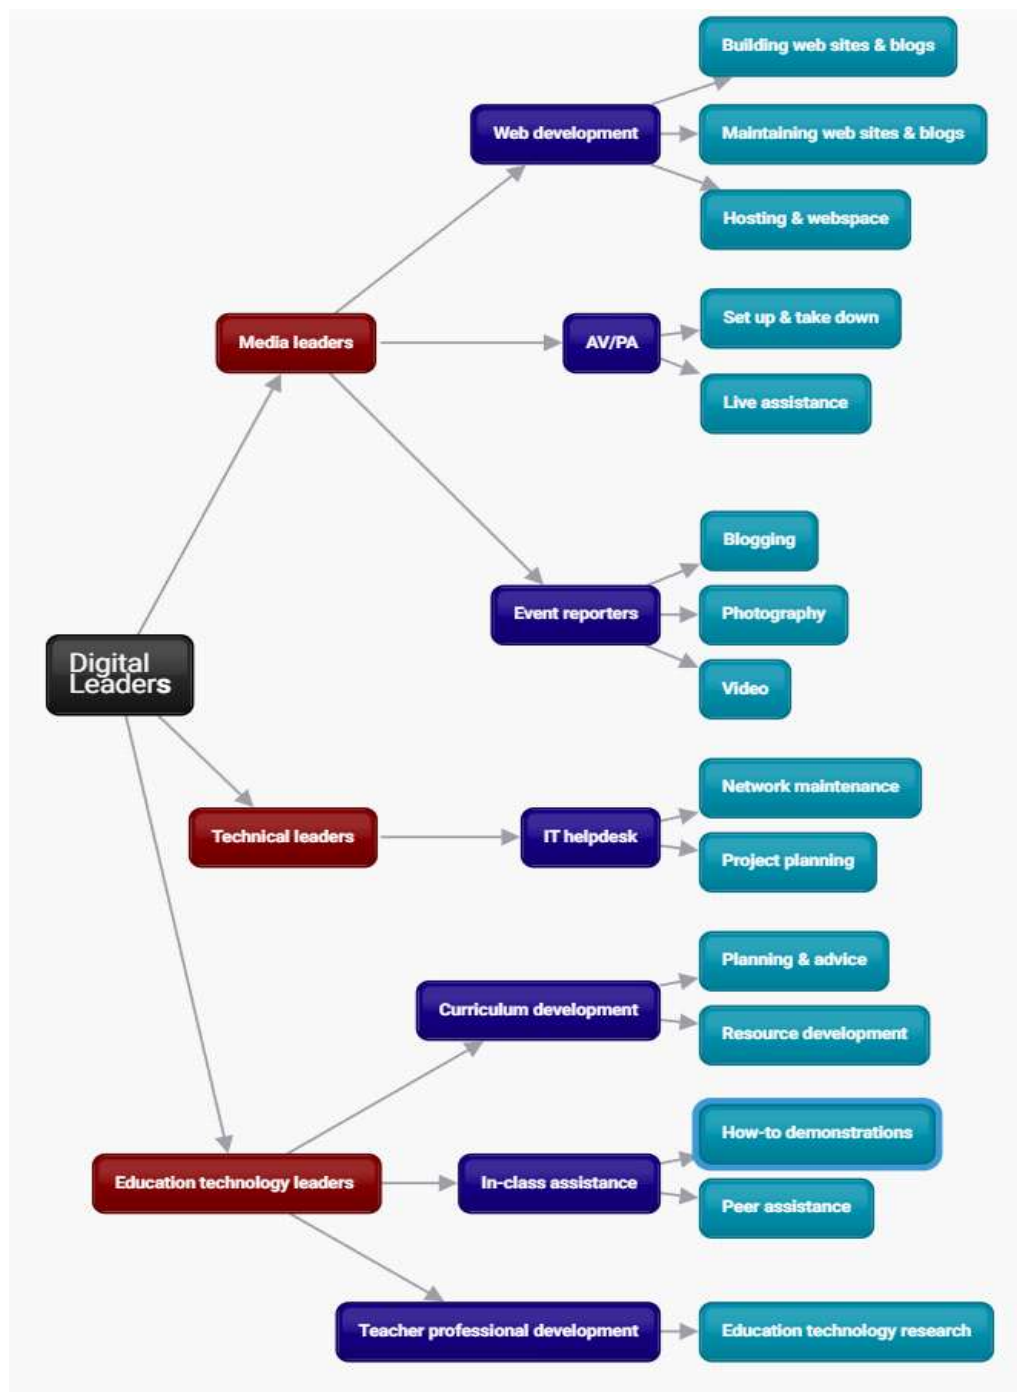 Building web sites & blogs
Web development
Maintaining web sites & blogs
Hosting & webspace
Set up & take down
Media leaders
AV/PA
Live assistance
Blogging
Event reporters
Photography
Digital
Leaders
Video
Network maintenance
Technical leaders
IT helpdesk
Project planning
Planning & advice
Curriculum development
Resource development
How-to demonstrations
Education technology leaders
In-class assistance
Peer assistance
Teacher professional development
Education technology research